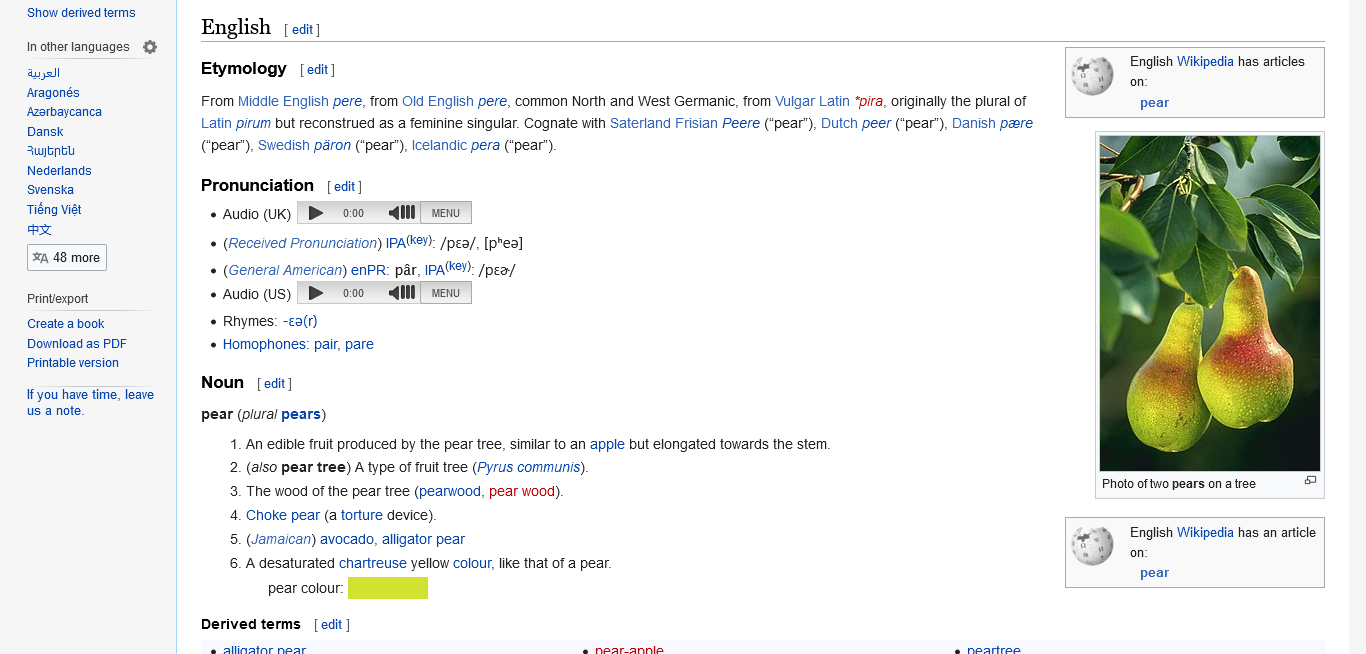 Show derived terms
In other languages
العربية
Aragonés
Azərbaycanca
Dansk
Հայերեն
Nederlands
Svenska
Tiếng Việt
中文
48 more
Print/export
Create a book
Download as PDF
Printable version
If you have time, leave
us a note.
English [ edit ]
Etymology [ edit ]
From Middle English pere, from Old English pere, common North and West Germanic, from Vulgar Latin *pira, originally the plural of
Latin pirum but reconstrued as a feminine singular. Cognate with Saterland Frisian Peere (“pear”), Dutch peer (“pear”), Danish pære
(“pear”), Swedish päron (“pear”), Icelandic pera (“pear”).
Pronunciation [ edit ]
• Audio (UK) 0:00 MENU
• (Received Pronunciation) IPA(key): /pɛə/, [pʰeə]
• (General American) enPR: pâr, IPA(key): /pɛɚ/
• Audio (US) 0:00 MENU
• Rhymes: -ɛə(r)
• Homophones: pair, pare
Noun [ edit ]
pear (plural pears)
1. An edible fruit produced by the pear tree, similar to an apple but elongated towards the stem.
2. (also pear tree) A type of fruit tree (Pyrus communis).
3. The wood of the pear tree (pearwood, pear wood).
4. Choke pear (a torture device).
5. (Jamaican) avocado, alligator pear
6. A desaturated chartreuse yellow colour, like that of a pear.
pear colour:
Derived terms [ edit ]
• alligator pear • pear-apple • peartree
English Wikipedia has articles
on:
pear
Photo of two pears on a tree
English Wikipedia has an article
on:
pear